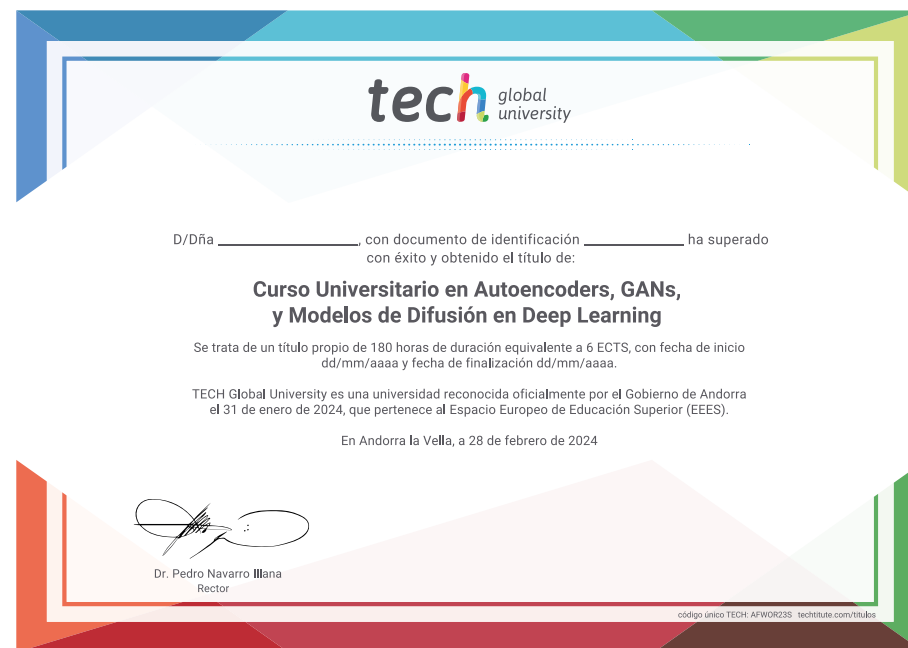 tech global
university
D/Dña ____________________, con documento de identificación ______________ ha superado
con éxito y obtenido el título de:
Curso Universitario en Autoencoders, GANs,
y Modelos de Difusión en Deep Learning
Se trata de un título propio de 180 horas de duración equivalente a 6 ECTS, con fecha de inicio
dd/mm/aaaa y fecha de finalización dd/mm/aaaa.
TECH Global University es una universidad reconocida oficialmente por el Gobierno de Andorra
el 31 de enero de 2024, que pertenece al Espacio Europeo de Educación Superior (EEES).
En Andorra la Vella, a 28 de febrero de 2024
Dr. Pedro Navarro Illana
Rector
código único TECH: AFWOR23S techtitute.com/titulos